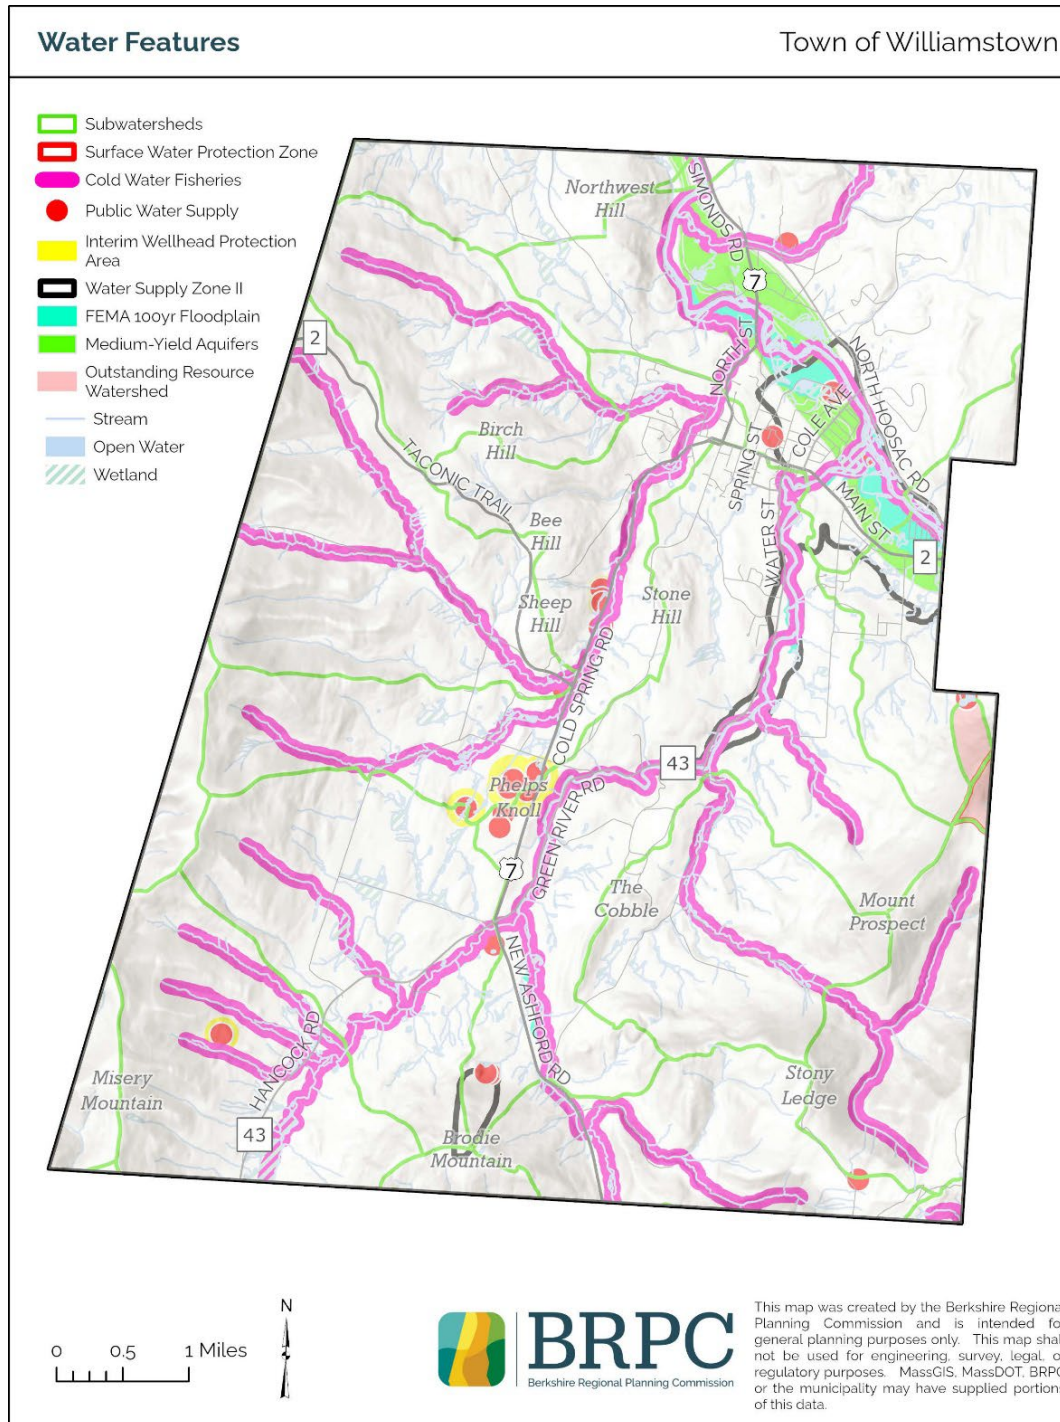 Water Features
Town of Williamstown
Subwatersheds
Surface Water Protection Zone
Cold Water Fisheries
Public Water Supply
Interim Wellhead Protection
Area
Water Supply Zone II
FEMA 100yr Floodplain
Medium-Yield Aquifers
Outstanding Resource
Watershed
Stream
Open Water
Wetland
Northwest
Hill
SIMONDS RD
7
2
NORTH ST
NORTH HOOSAC RD
COLE AVE
Birch
Hill
TACONIC TRAIL
SPRING ST
MAIN ST
Bee
Hill
WATER ST
2
Sheep
Hill
Stone
Hill
COLD SPRING RD
43
Phelps
Knoll
GREEN RIVER RD
7
The
Cobble
Mount
Prospect
NEW ASHFORD RD
HANCOCK RD
Misery
Mountain
Stony
Ledge
43
Brodie
Mountain
0 0.5 1 Miles
N
BRPC
Berkshire Regional Planning Commission
This map was created by the Berkshire Regiona
Planning Commission and is intended fo
general planning purposes only. This map shal
not be used for engineering, survey, legal, o
regulatory purposes. MassGIS, MassDOT, BRPC
or the municipality may have supplied portion
of this data.